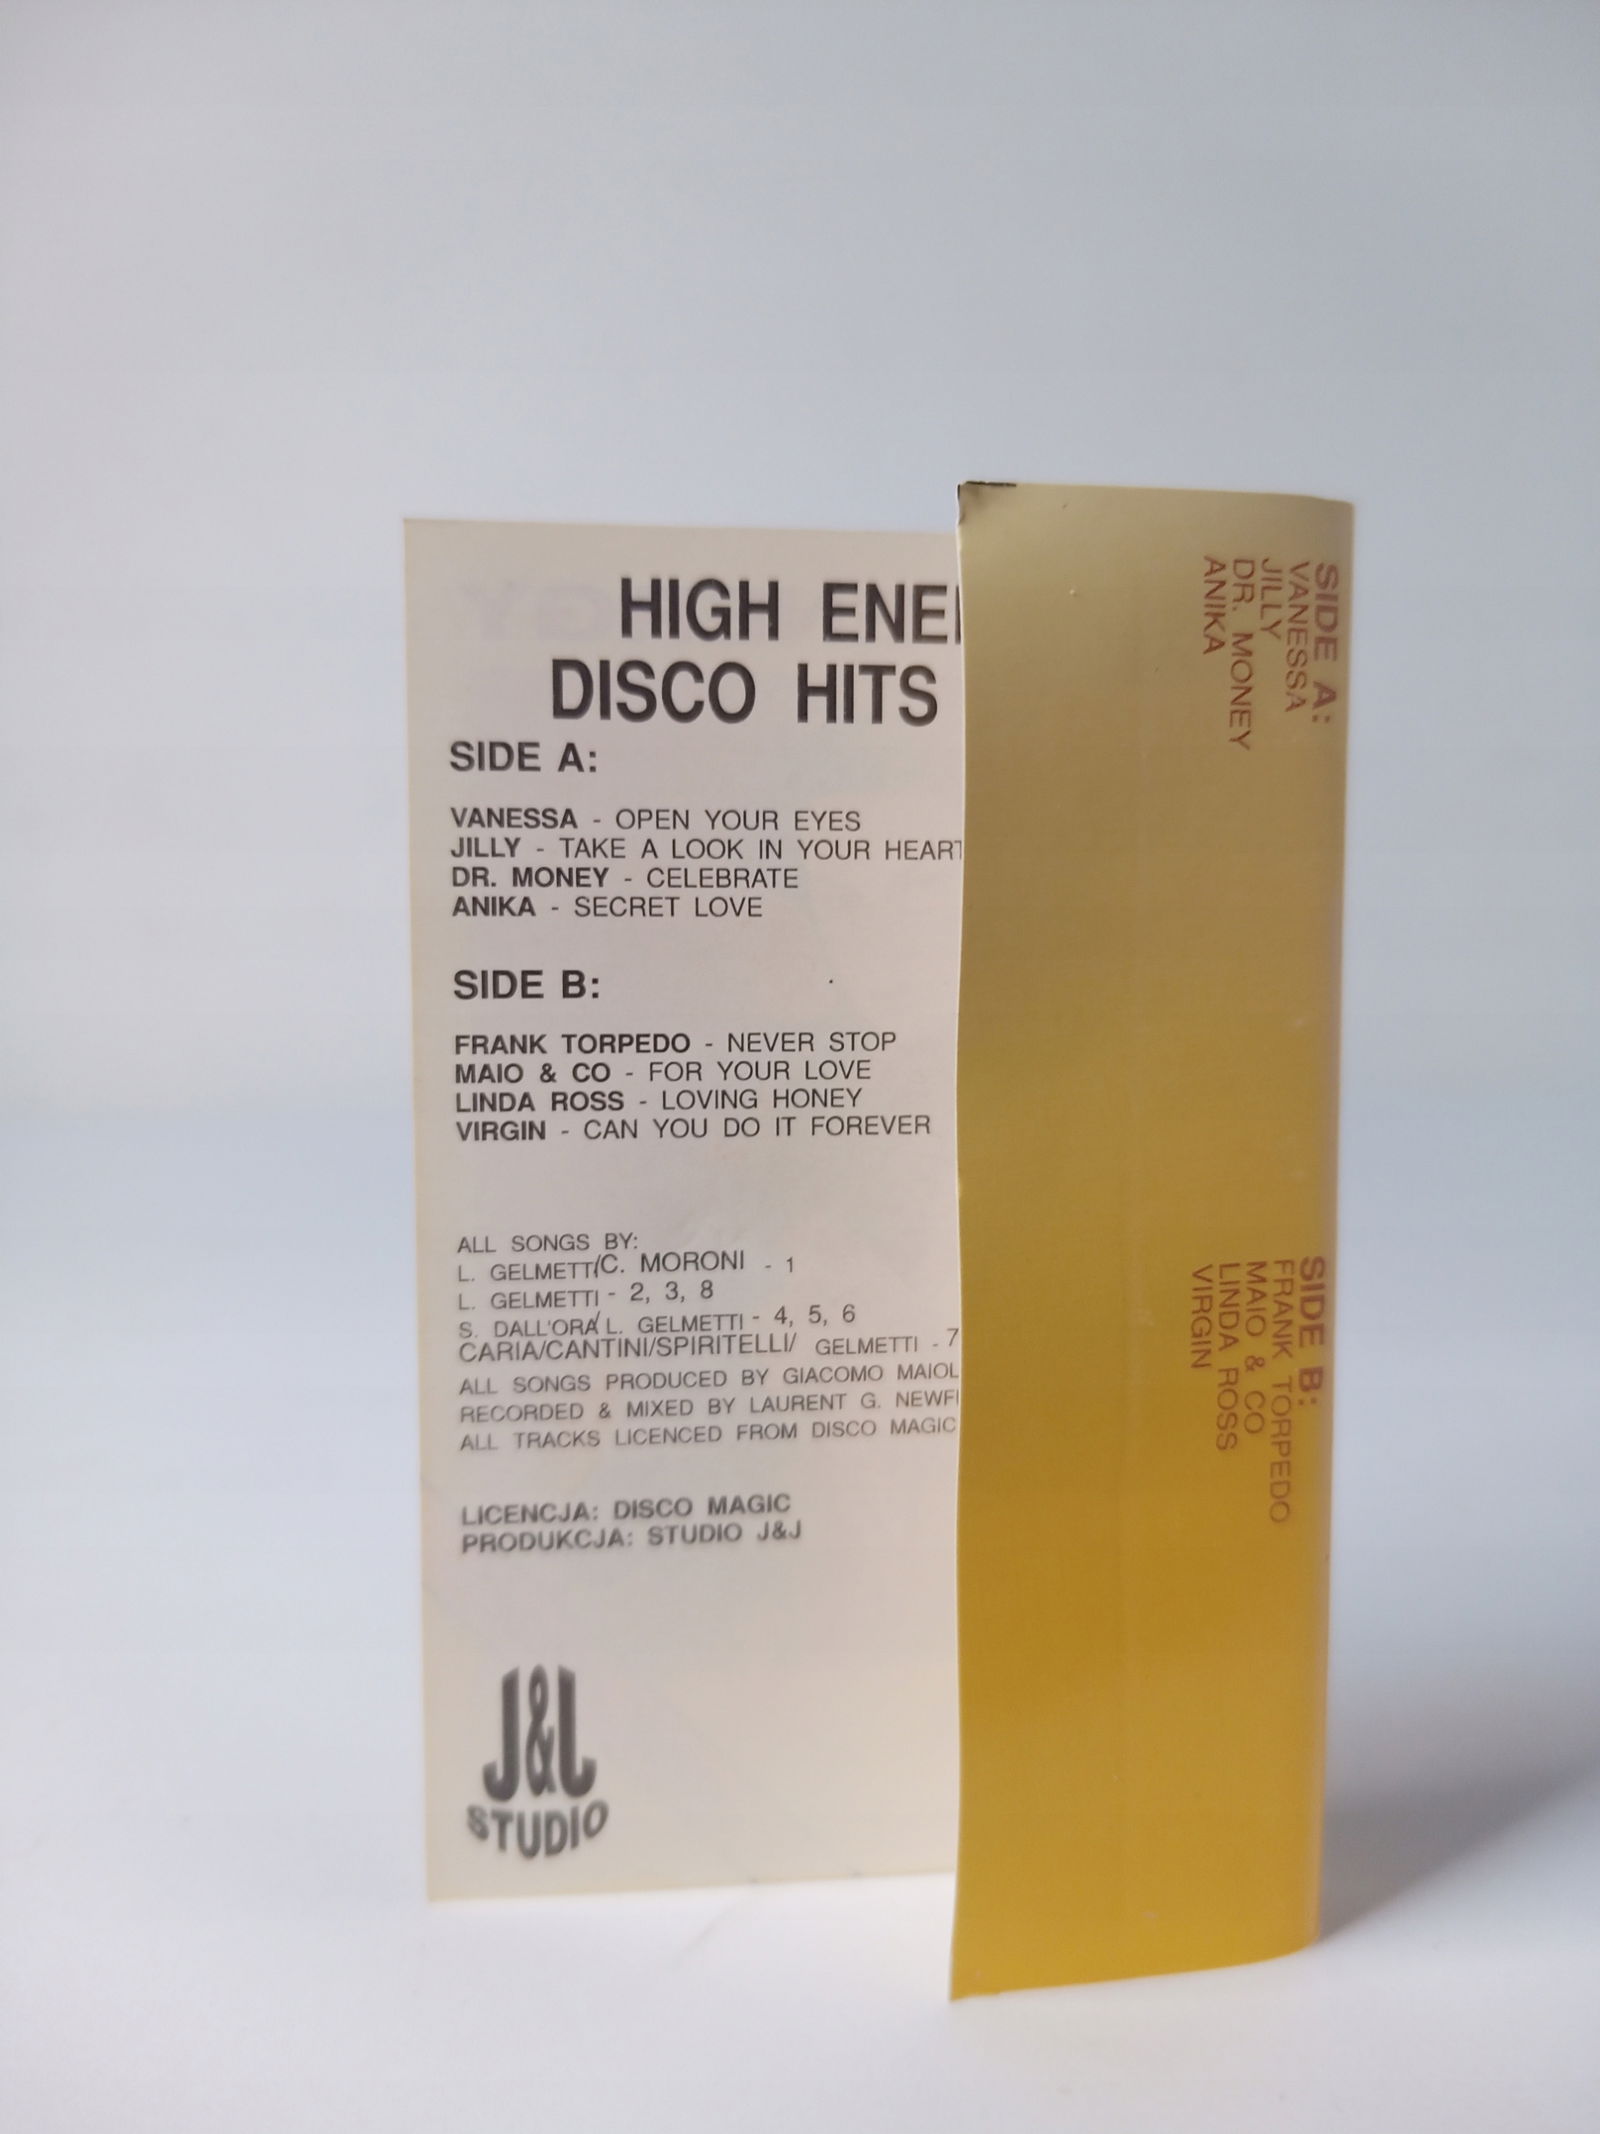 HIGH ENE
DISCO HITS
SIDE A:
VANESSA - OPEN YOUR EYES
JILLY - TAKE A LOOK IN YOUR HEART
DR. MONEY - CELEBRATE
ANIKA - SECRET LOVE
SIDE B:
FRANK TORPEDO - NEVER STOP
MAIO & CO - FOR YOUR LOVE
LINDA ROSS - LOVING HONEY
VIRGIN - CAN YOU DO IT FOREVER
ALL SONGS BY:
L. GELMETTI/C. MORONI - 1
L. GELMETTI - 2, 3, 8
S. DALL'ORA/L. GELMETTI - 4, 5, 6
CARIA/CANTINI/SPIRITELLI/ GELMETTI - 7
ALL SONGS PRODUCED BY GIACOMO MAIOL
RECORDED & MIXED BY LAURENT G. NEWF
ALL TRACKS LICENCED FROM DISCO MAGIC
LICENCJA: DISCO MAGIC
PRODUKCJA: STUDIO J&J
J&J
STUDIO
SIDE A:
VANESSA
JILLY
DR. MONEY
ANIKA
SIDE B:
FRANK TORPEDO
MAIO & CO
LINDA ROSS
VIRGIN